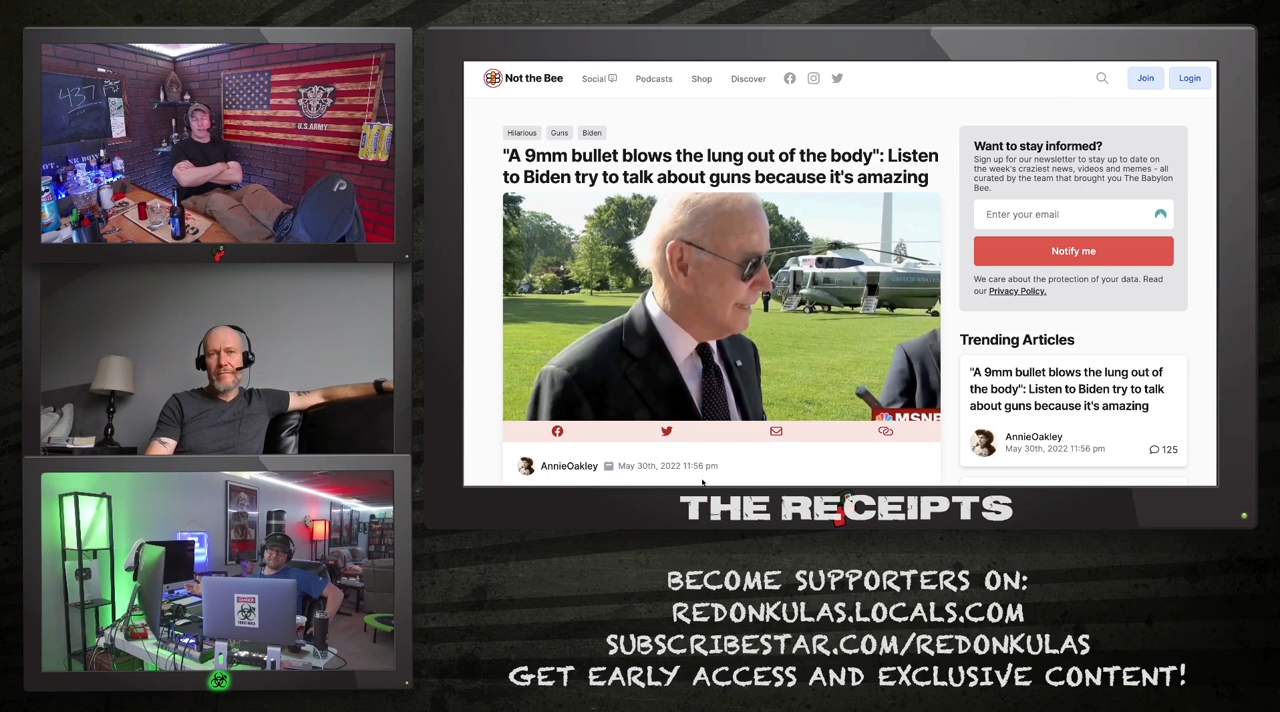 437
U.S.ARMY
Not the Bee
Social
Podcasts
Shop
Discover
Join
Login
Hilarious
Guns
Biden
"A 9mm bullet blows the lung out of the body": Listen
to Biden try to talk about guns because it's amazing
MSNB
AnnieOakley
May 30th, 2022 11:56 pm
Want to stay informed?
Sign up for our newsletter to stay up to date on
the week's craziest news, videos and memes - all
curated by the team that brought you The Babylon
Bee.
Enter your email
Notify me
We care about the protection of your data. Read
our Privacy Policy.
Trending Articles
"A 9mm bullet blows the lung out of
the body": Listen to Biden try to talk
about guns because it's amazing
AnnieOakley
May 30th, 2022 11:56 pm
125
THE RECEIPTS
BECOME SUPPORTERS ON:
REDONKULAS.LOCALS.COM
SUBSCRIBESTAR.COM/REDONKULAS
GET EARLY ACCESS AND EXCLUSIVE CONTENT!